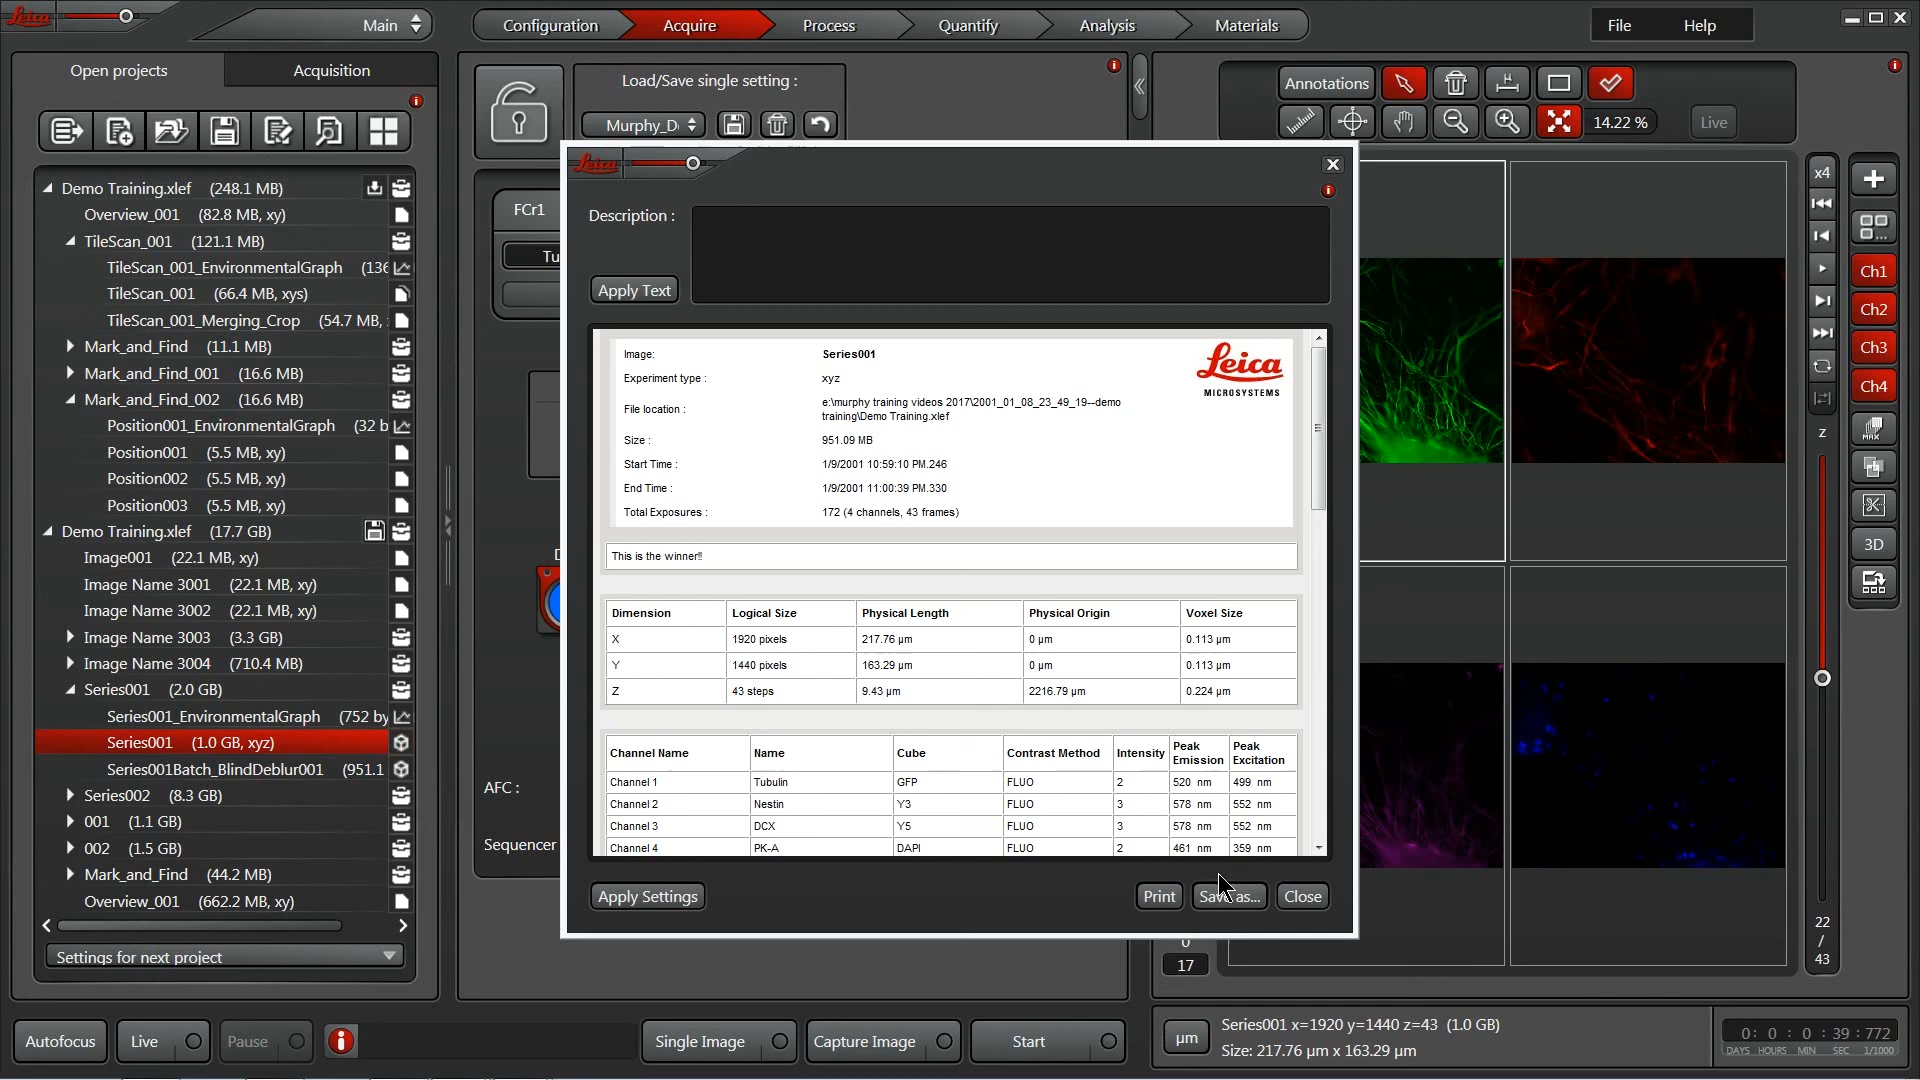 Leica
Main
Configuration
Acquire
Process
Quantify
Analysis
Materials
File
Help
Open projects
Acquisition
Load/Save single setting :
Murphy_D
Annotations
14.22 %
Live
Demo Training.xlef (248.1 MB)
Overview_001 (82.8 MB, xy)
TileScan_001 (121.1 MB)
TileScan_001_EnvironmentalGraph (136
TileScan_001 (66.4 MB, xys)
TileScan_001_Merging_Crop (54.7 MB,
Mark_and_Find (11.1 MB)
Mark_and_Find_001 (16.6 MB)
Mark_and_Find_002 (16.6 MB)
Position001_EnvironmentalGraph (32 b
Position001 (5.5 MB, xy)
Position002 (5.5 MB, xy)
Position003 (5.5 MB, xy)
Demo Training.xlef (17.7 GB)
Image001 (22.1 MB, xy)
Image Name 3001 (22.1 MB, xy)
Image Name 3002 (22.1 MB, xy)
Image Name 3003 (3.3 GB)
Image Name 3004 (710.4 MB)
Series001 (2.0 GB)
Series001_EnvironmentalGraph (752 by
Series001 (1.0 GB, xyz)
Series001Batch_BlindDeblur001 (951.1
Series002 (8.3 GB)
001 (1.1 GB)
002 (1.5 GB)
Mark_and_Find (44.2 MB)
Overview_001 (662.2 MB, xy)
Settings for next project
FCr1
Tu
AFC :
Sequencer
Leica
Description :
Apply Text
Image: Series001
Leica
MICROSYSTEMS
Experiment type : xyz
File location : e:\murphy training videos 2017\2001_01_08_23_49_19--demo
training\Demo Training.xlef
Size : 951.09 MB
Start Time : 1/9/2001 10:59:10 PM.246
End Time : 1/9/2001 11:00:39 PM.330
Total Exposures : 172 (4 channels, 43 frames)
This is the winner!!
Dimension Logical Size Physical Length Physical Origin Voxel Size
X 1920 pixels 217.76 µm 0 µm 0.113 µm
Y 1440 pixels 163.29 µm 0 µm 0.113 µm
Z 43 steps 9.43 µm 2216.79 µm 0.224 µm
Channel Name Name Cube Contrast Method Intensity Peak Emission Peak Excitation
Channel 1 Tubulin GFP FLUO 2 520 nm 499 nm
Channel 2 Nestin Y3 FLUO 3 578 nm 552 nm
Channel 3 DCX Y5 FLUO 3 578 nm 552 nm
Channel 4 PK-A DAPI FLUO 2 461 nm 359 nm
Apply Settings
Print
Save as...
Close
x4
z
22
/
43
Ch1
Ch2
Ch3
Ch4
MAX
3D
0
17
Autofocus
Live
Pause
Single Image
Capture Image
Start
µm
Series001 x=1920 y=1440 z=43 (1.0 GB)
Size: 217.76 µm x 163.29 µm
0: 0 : 0 : 39 : 772
DAYS HOURS MIN SEC 1/1000